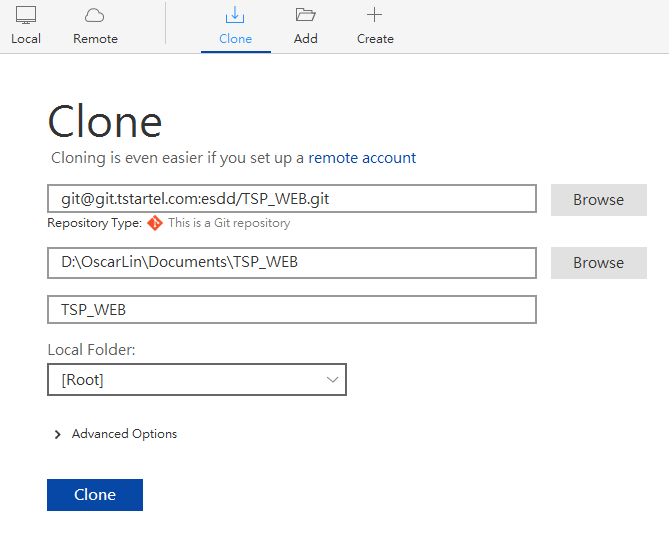 Local Remote Clone Add Create
Clone
Cloning is even easier if you set up a remote account
git@git.tstartel.com:esdd/TSP_WEB.git Browse
Repository Type: This is a Git repository
D:\OscarLin\Documents\TSP_WEB Browse
TSP_WEB
Local Folder:
[Root]
Advanced Options
Clone